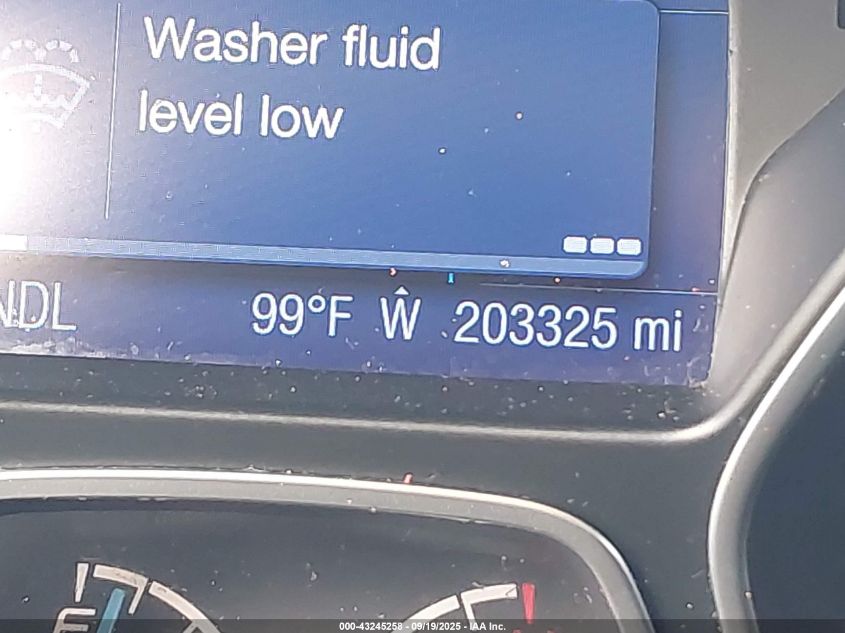 Washer fluid
level low
NDL 99°F W 203325 mi
E
000-43245258 - 09/19/2025 - IAA Inc.